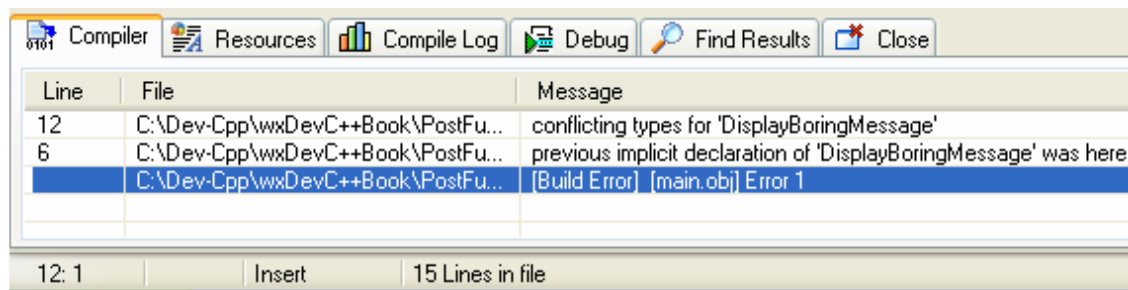 0101 Compiler Resources Compile Log Debug Find Results Close
Line File Message
12 C:\Dev-Cpp\wxDevC++Book\PostFu... conflicting types for 'DisplayBoringMessage'
6 C:\Dev-Cpp\wxDevC++Book\PostFu... previous implicit declaration of 'DisplayBoringMessage' was here
C:\Dev-Cpp\wxDevC++Book\PostFu... [Build Error] [main.obj] Error 1
12: 1 Insert 15 Lines in file